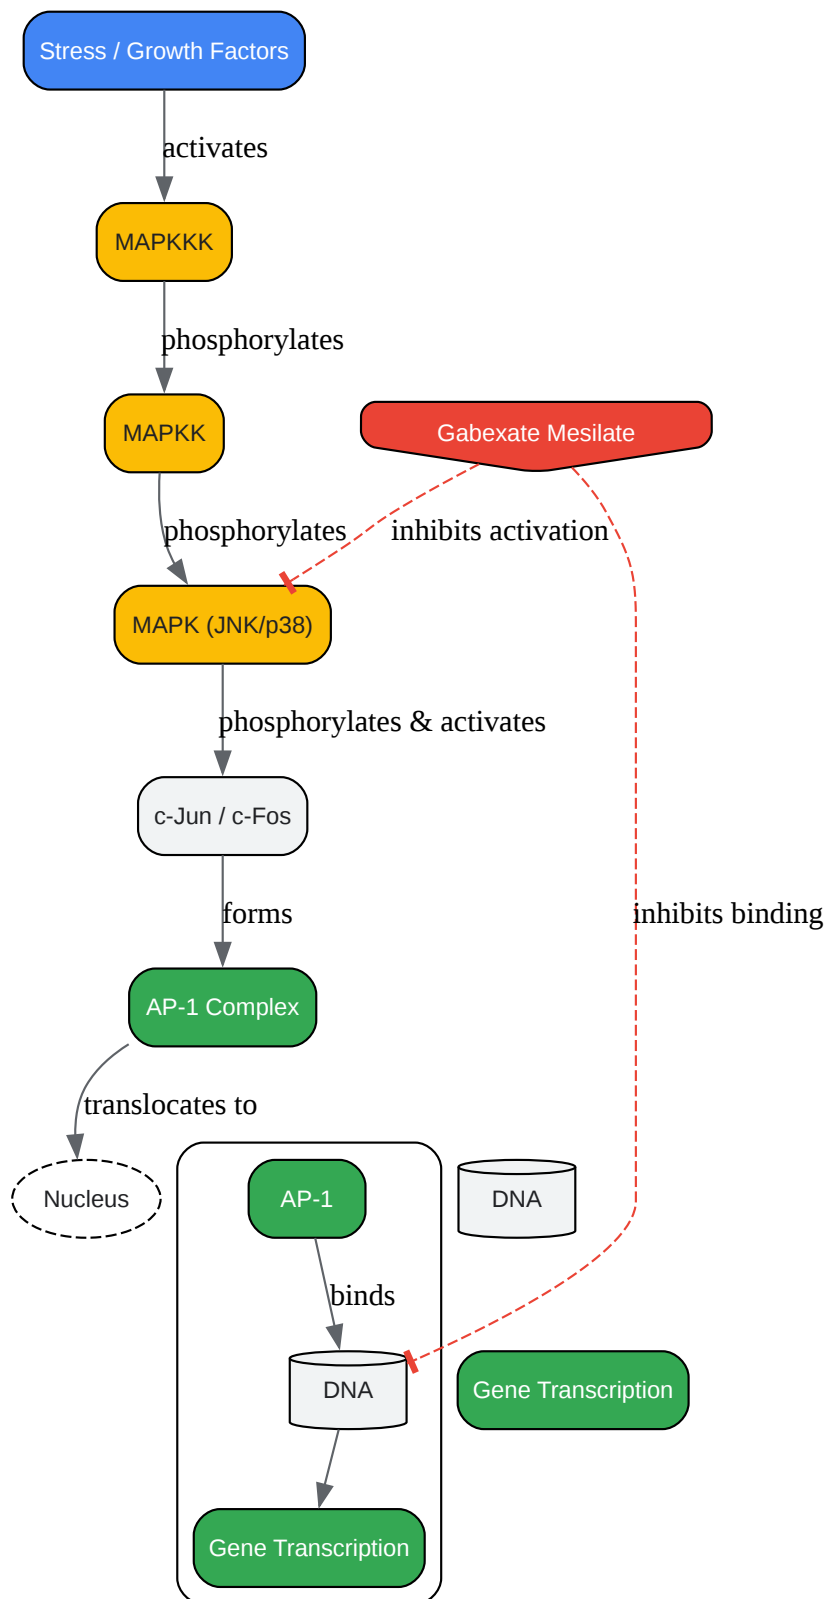 Stress / Growth Factors
activates
MAPKKK
phosphorylates
MAPKK
Gabexate Mesilate
phosphorylates
inhibits activation
MAPK (JNK/p38)
phosphorylates & activates
c-Jun / c-Fos
forms
inhibits binding
AP-1 Complex
translocates to
Nucleus
AP-1
DNA
binds
DNA
Gene Transcription
Gene Transcription